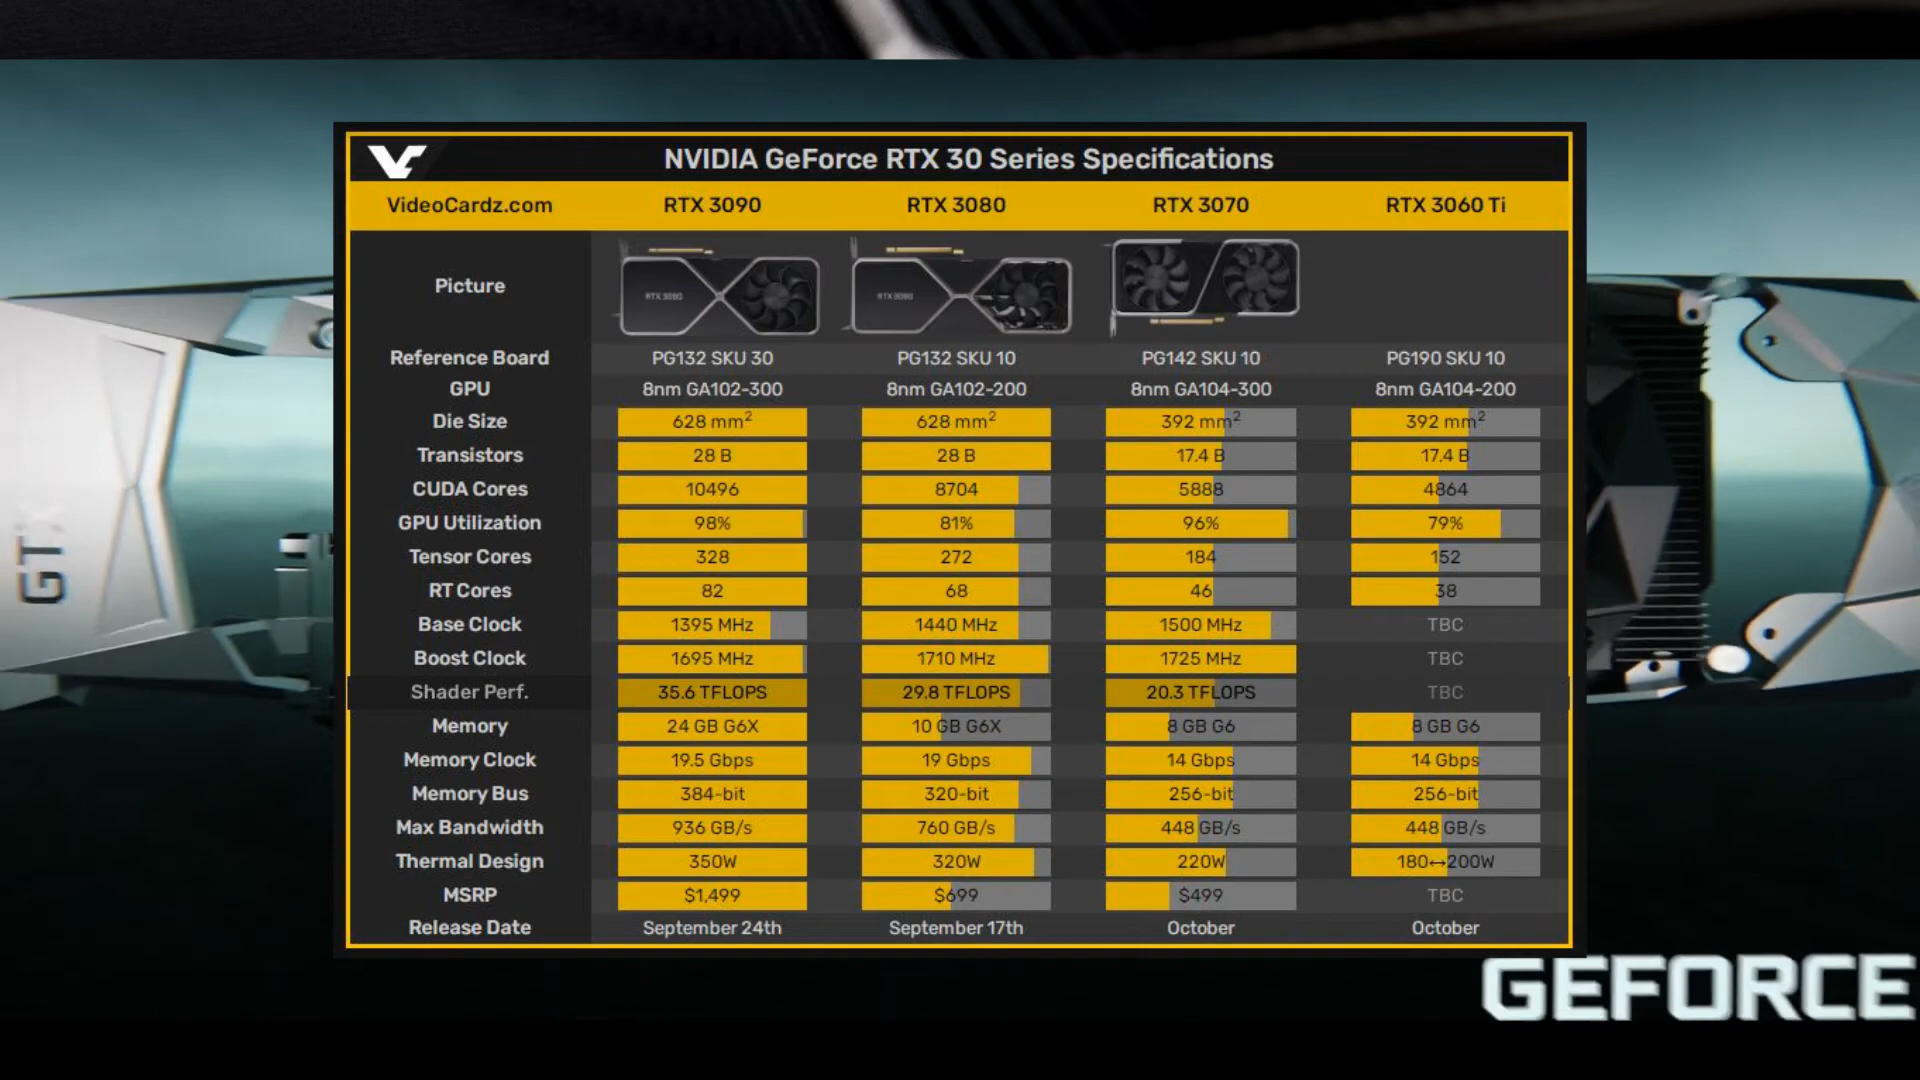 NVIDIA GeForce RTX 30 Series Specifications
VideoCardz.com RTX 3090 RTX 3080 RTX 3070 RTX 3060 Ti
Picture
RTX 3090 RTX 3080
Reference Board PG132 SKU 30 PG132 SKU 10 PG142 SKU 10 PG190 SKU 10
GPU 8nm GA102-300 8nm GA102-200 8nm GA104-300 8nm GA104-200
Die Size 628 mm² 628 mm² 392 mm² 392 mm²
Transistors 28 B 28 B 17.4 B 17.4 B
CUDA Cores 10496 8704 5888 4864
GPU Utilization 98% 81% 96% 79%
Tensor Cores 328 272 184 152
RT Cores 82 68 46 38
Base Clock 1395 MHz 1440 MHz 1500 MHz TBC
Boost Clock 1695 MHz 1710 MHz 1725 MHz TBC
Shader Perf. 35.6 TFLOPS 29.8 TFLOPS 20.3 TFLOPS TBC
Memory 24 GB G6X 10 GB G6X 8 GB G6 8 GB G6
Memory Clock 19.5 Gbps 19 Gbps 14 Gbps 14 Gbps
Memory Bus 384-bit 320-bit 256-bit 256-bit
Max Bandwidth 936 GB/s 760 GB/s 448 GB/s 448 GB/s
Thermal Design 350W 320W 220W 180↔200W
MSRP $1,499 $699 $499 TBC
Release Date September 24th September 17th October October
GTX
GEFORCE